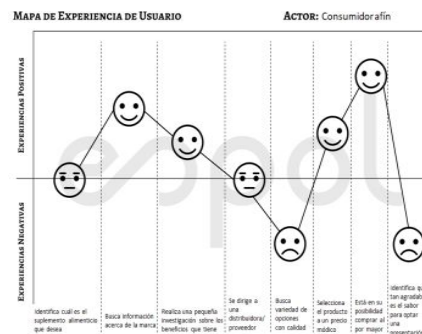 MAPA DE EXPERIENCIA DE USUARIO
ACTOR: Consumidor afín
EXPERIENCIAS POSITIVAS
EXPERIENCIAS NEGATIVAS
espol
Identifica cuál es el
suplemento alimenticio
que desea
Busca información
acerca de la marca
Realiza una pequeña
investigación sobre los
beneficios que tiene
Se dirige a
una
distribuidora/
proveedor
Busca
variedad de
opciones
con calidad
Selecciona
el producto
a un precio
módico
Está en su
posibilidad
comprar al
por mayor
Identifica qu
tan agradab
es el sabor
para optar
una